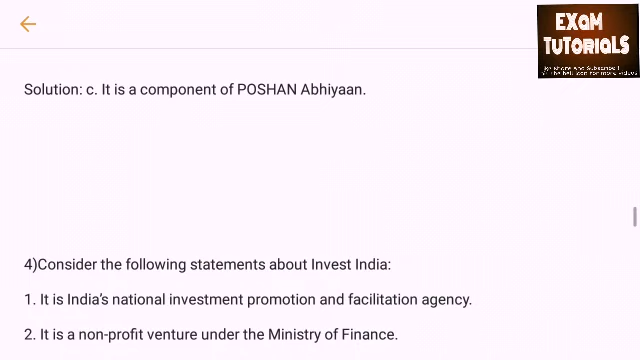 EXAM
TUTORIALS
Solution: c. It is a component of POSHAN Abhiyaan.
4)Consider the following statements about Invest India:
1. It is India's national investment promotion and facilitation agency.
2. It is a non-profit venture under the Ministry of Finance.